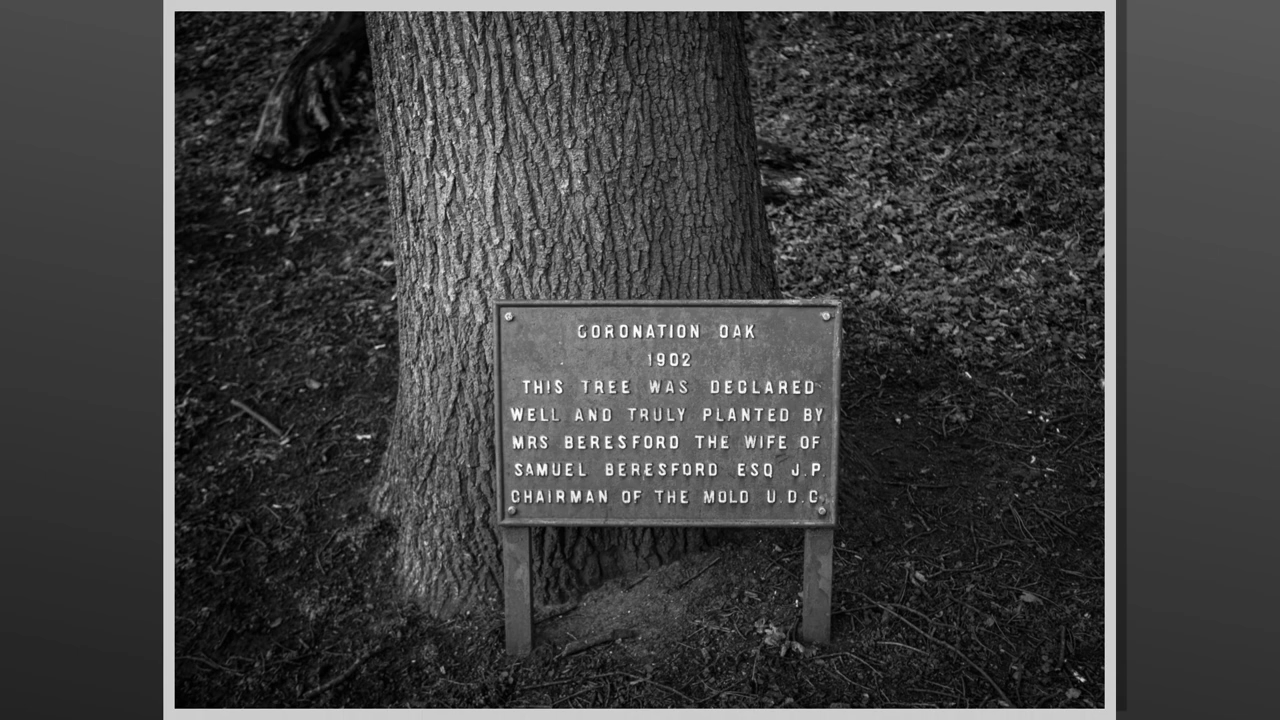 CORONATION OAK
1902
THIS TREE WAS DECLARED
WELL AND TRULY PLANTED BY
MRS BERESFORD THE WIFE OF
SAMUEL BERESFORD ESQ J.P
CHAIRMAN OF THE MOLD U.D.C.